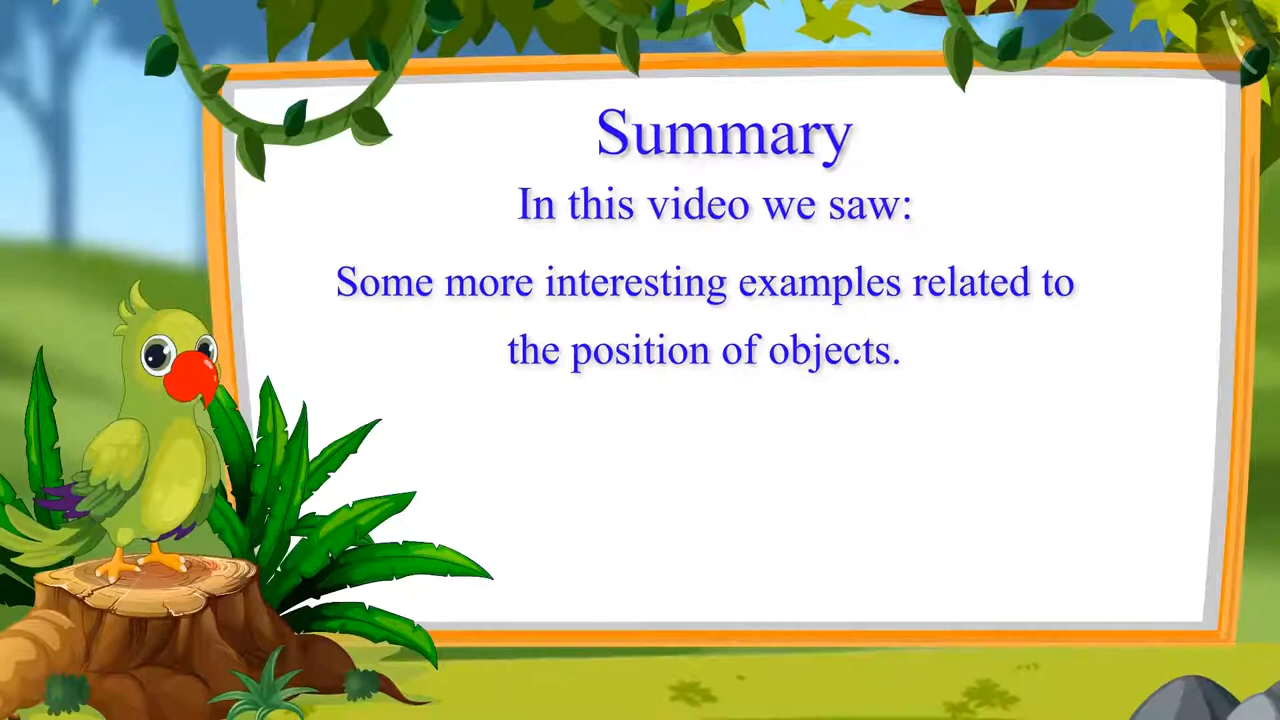 Summary
In this video we saw:
Some more interesting examples related to
the position of objects.